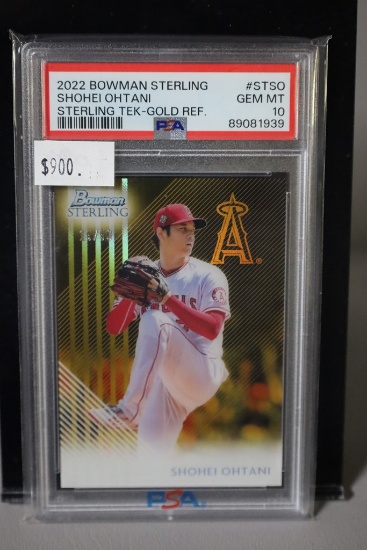 2022 BOWMAN STERLING #STSO
SHOHEI OHTANI GEM MT
STERLING TEK-GOLD REF. 10
PSA 89081939
$900.
Bowman
STERLING
A
ANGELS
SHOHEI OHTANI
PSA